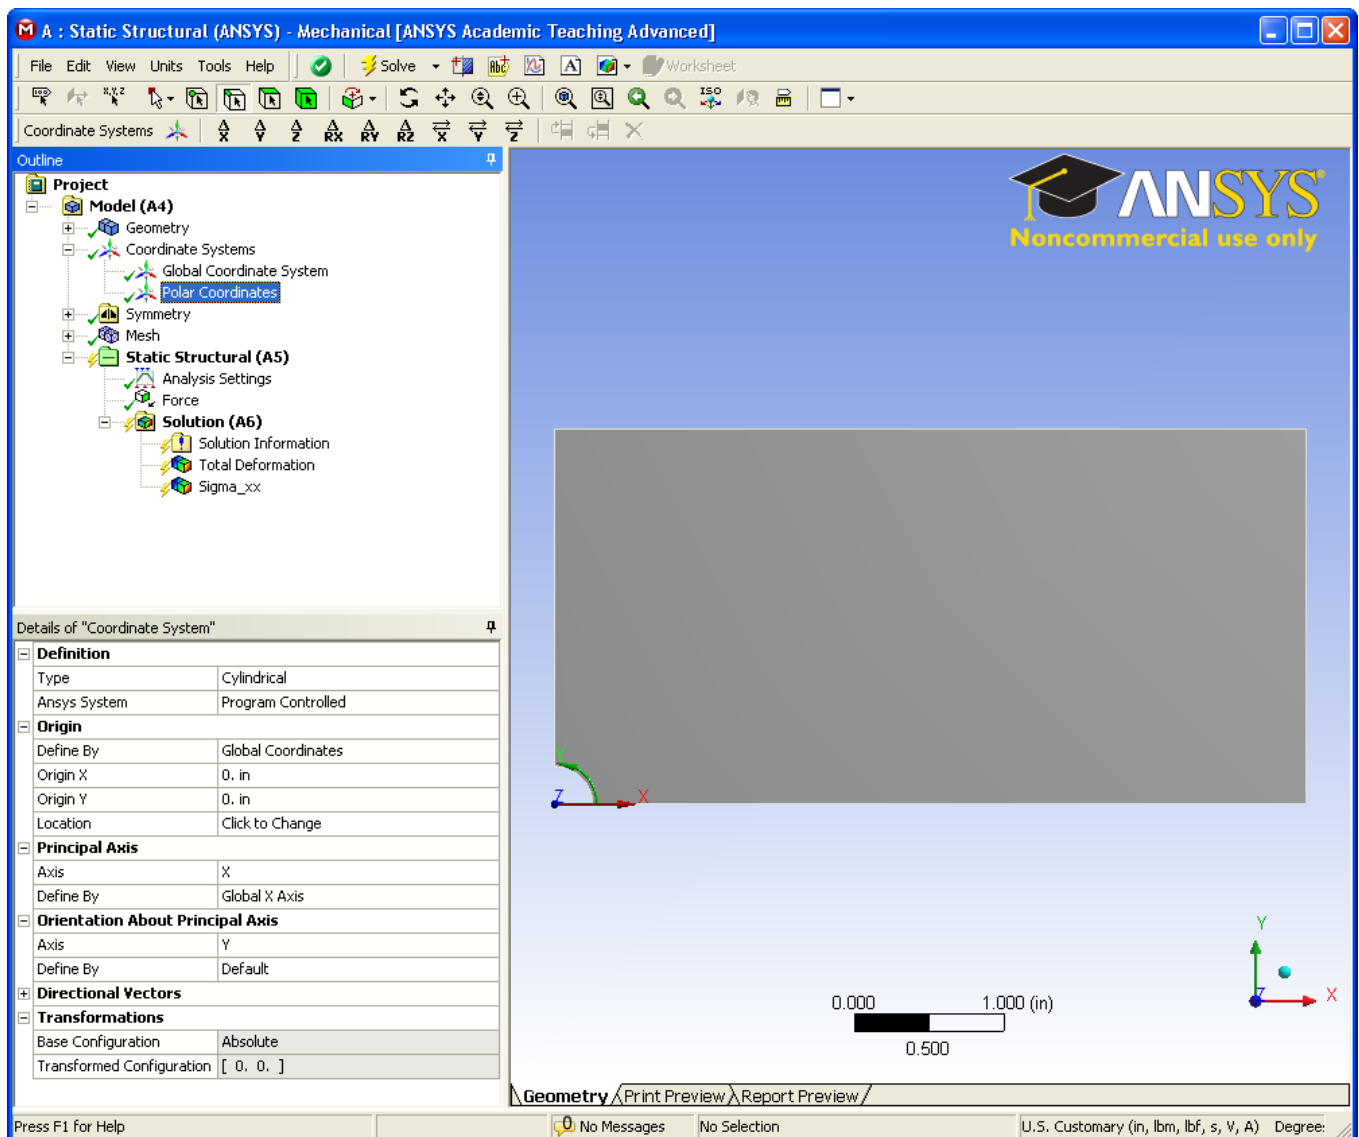 A : Static Structural (ANSYS) - Mechanical [ANSYS Academic Teaching Advanced]
File Edit View Units Tools Help Solve Worksheet
Coordinate Systems X Y Z RX RY RZ X Y Z
Outline
Project
Model (A4)
Geometry
Coordinate Systems
Global Coordinate System
Polar Coordinates
Symmetry
Mesh
Static Structural (A5)
Analysis Settings
Force
Solution (A6)
Solution Information
Total Deformation
Sigma_xx
Details of "Coordinate System"
Definition
Type Cylindrical
Ansys System Program Controlled
Origin
Define By Global Coordinates
Origin X 0. in
Origin Y 0. in
Location Click to Change
Principal Axis
Axis X
Define By Global X Axis
Orientation About Principal Axis
Axis Y
Define By Default
Directional Vectors
Transformations
Base Configuration Absolute
Transformed Configuration [ 0. 0. ]
ANSYS®
Noncommercial use only
Y
Z X
Y
Z X
0.000 1.000 (in)
0.500
Geometry Print Preview Report Preview
Press F1 for Help 0 No Messages No Selection U.S. Customary (in, lbm, lbf, s, V, A) Degree: